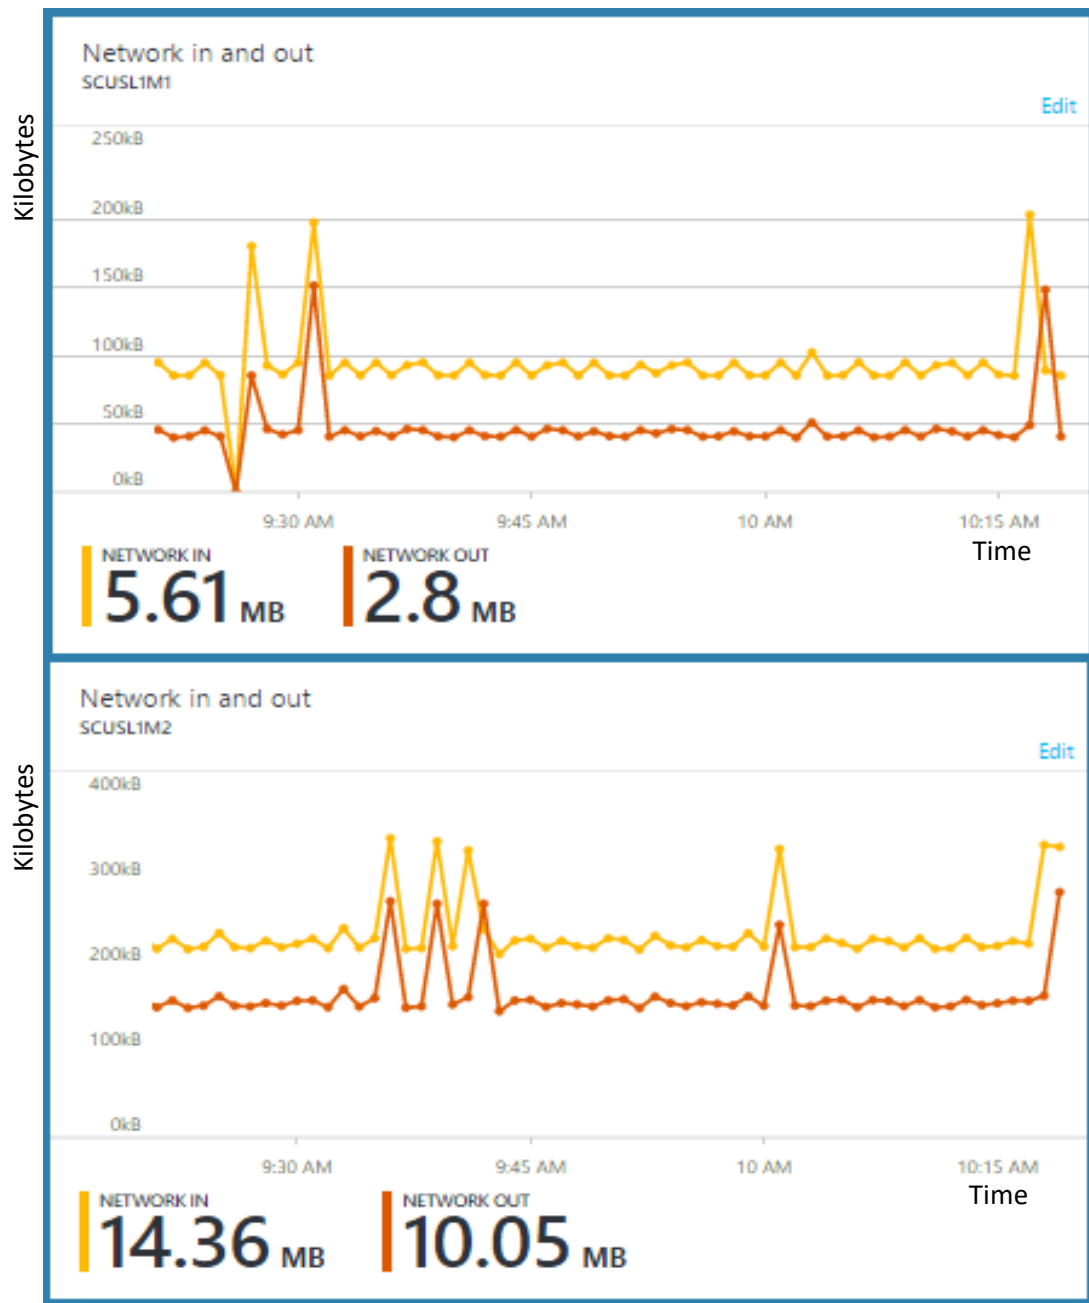 Network in and out
SCUSL1M1
Edit
Kilobytes
250kB
200kB
150kB
100kB
50kB
0kB
9:30 AM 9:45 AM 10 AM 10:15 AM
Time
NETWORK IN NETWORK OUT
5.61 MB 2.8 MB
Network in and out
SCUSL1M2
Edit
Kilobytes
400kB
300kB
200kB
100kB
0kB
9:30 AM 9:45 AM 10 AM 10:15 AM
Time
NETWORK IN NETWORK OUT
14.36 MB 10.05 MB